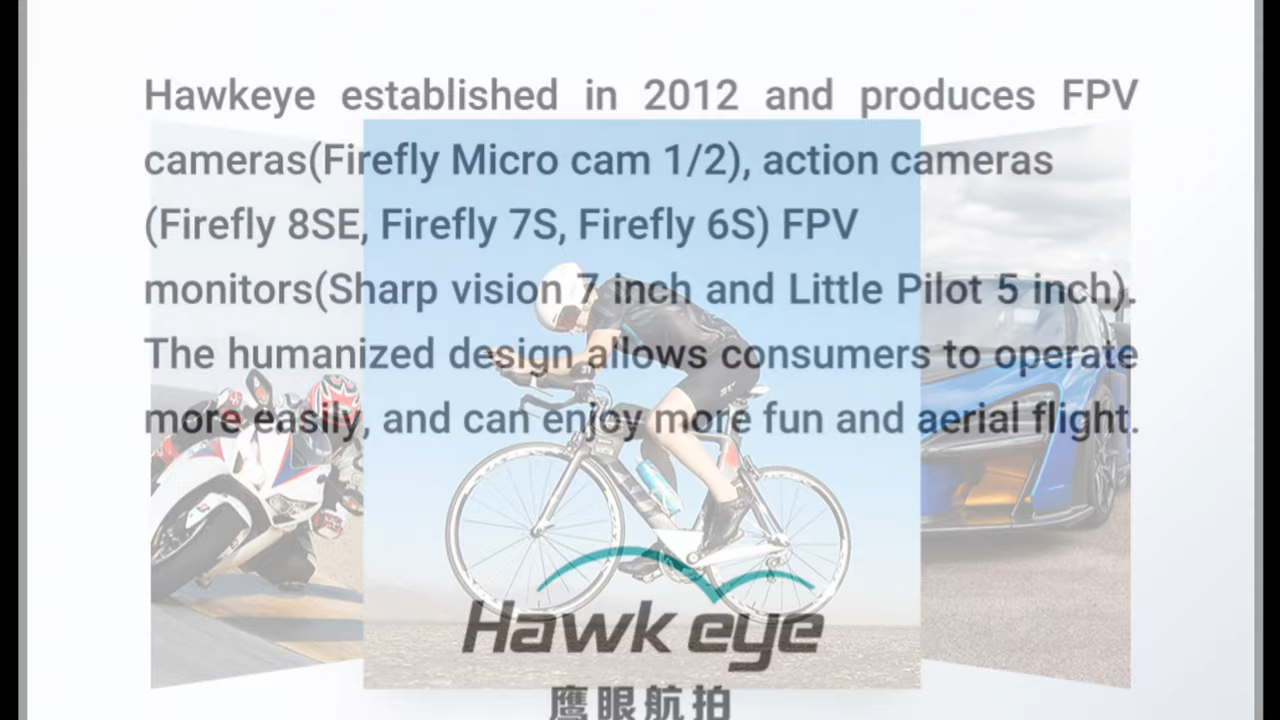 Hawkeye established in 2012 and produces FPV
cameras(Firefly Micro cam 1/2), action cameras
(Firefly 8SE, Firefly 7S, Firefly 6S) FPV
monitors(Sharp vision 7 inch and Little Pilot 5 inch).
The humanized design allows consumers to operate
more easily, and can enjoy more fun and aerial flight.
Hawkeye
鹰眼航拍